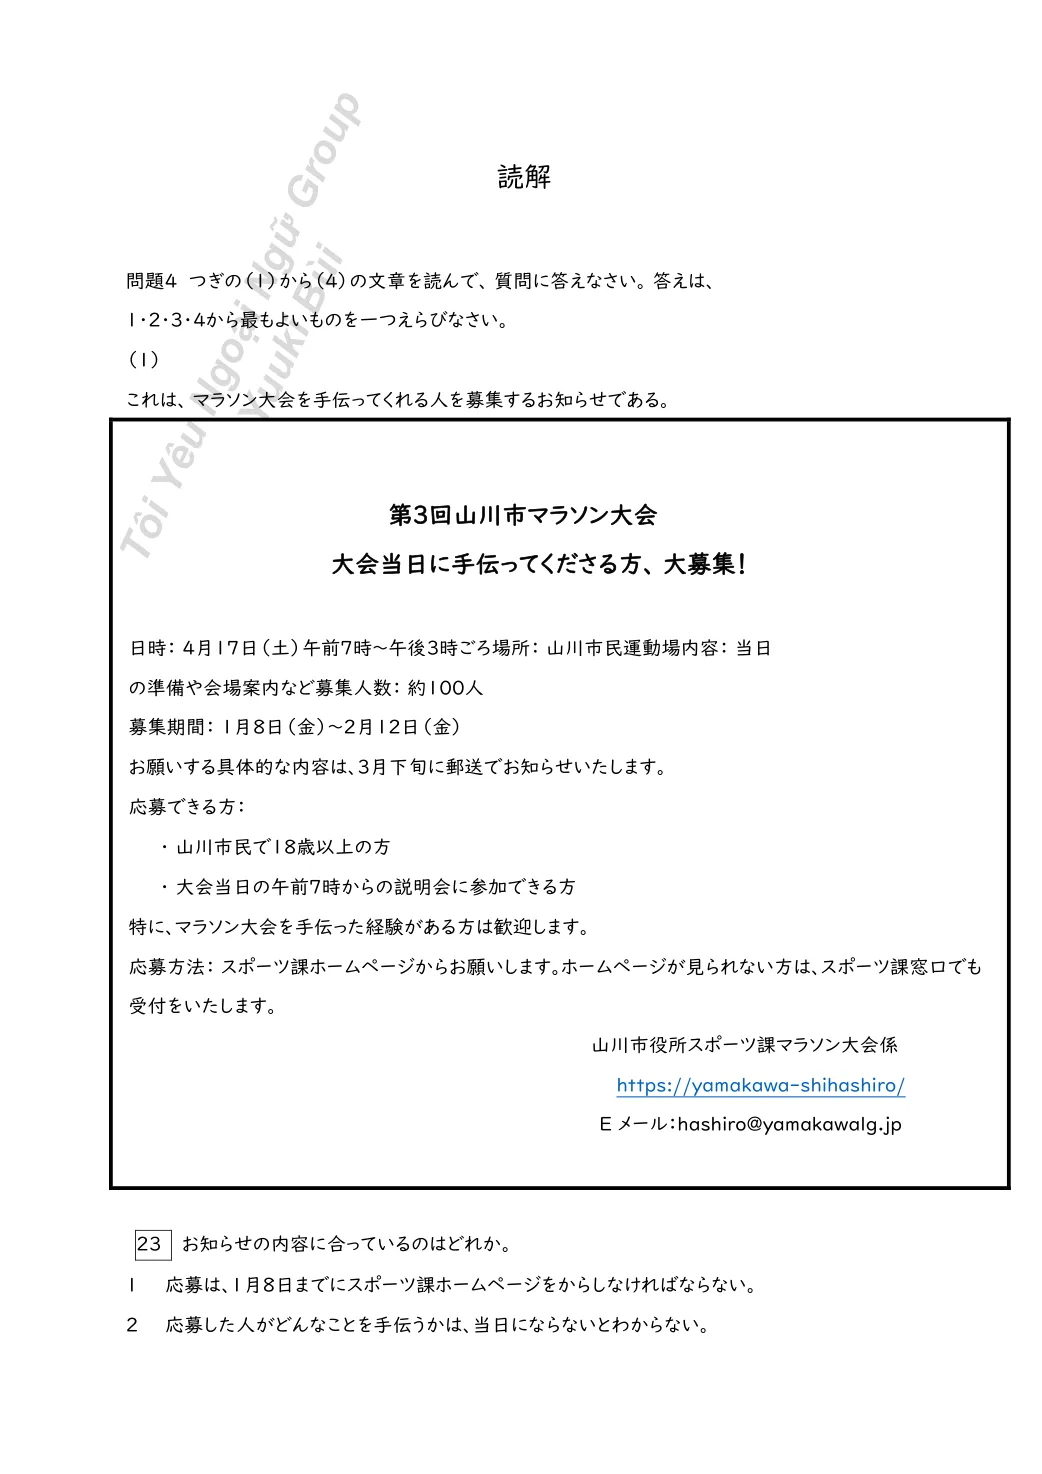 Tôi Yêu Ngoại Ngữ Group
Yuuki Bùi
読解
問題4 つぎの(1)から(4)の文章を読んで、質問に答えなさい。答えは、
1・2・3・4から最もよいものを一つえらびなさい。
(1)
これは、マラソン大会を手伝ってくれる人を募集するお知らせである。
第3回山川市マラソン大会
大会当日に手伝ってくださる方、大募集!
日時: 4月17日(土)午前7時~午後3時ごろ場所: 山川市民運動場内容: 当日
の準備や会場案内など募集人数: 約100人
募集期間: 1月8日(金)~2月12日(金)
お願いする具体的な内容は、3月下旬に郵送でお知らせいたします。
応募できる方:
・ 山川市民で18歳以上の方
・ 大会当日の午前7時からの説明会に参加できる方
特に、マラソン大会を手伝った経験がある方は歓迎します。
応募方法: スポーツ課ホームページからお願いします。ホームページが見られない方は、スポーツ課窓口でも
受付をいたします。
山川市役所スポーツ課マラソン大会係
https://yamakawa-shihashiro/
E メール:hashiro@yamakawalg.jp
23 お知らせの内容に合っているのはどれか。
1 応募は、1月8日までにスポーツ課ホームページをからしなければならない。
2 応募した人がどんなことを手伝うかは、当日にならないとわからない。